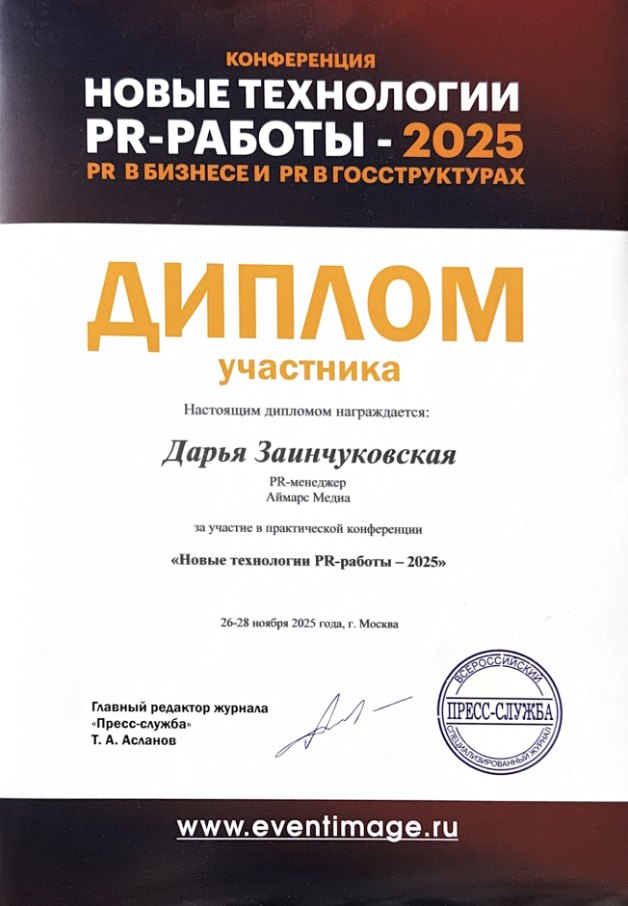 КОНФЕРЕНЦИЯ
НОВЫЕ ТЕХНОЛОГИИ
PR-РАБОТЫ - 2025
PR В БИЗНЕСЕ И PR В ГОССТРУКТУРАХ
ДИПЛОМ
участника
Настоящим дипломом награждается:
Дарья Заинчуковская
PR-менеджер
Аймарс Медиа
за участие в практической конференции
«Новые технологии PR-работы – 2025»
26-28 ноября 2025 года, г. Москва
Главный редактор журнала
«Пресс-служба»
Т. А. Асланов
ВСЕРОССИЙСКИЙ
ПРЕСС-СЛУЖБА
СПЕЦИАЛИЗИРОВАННЫЙ ЖУРНАЛ
www.eventimage.ru